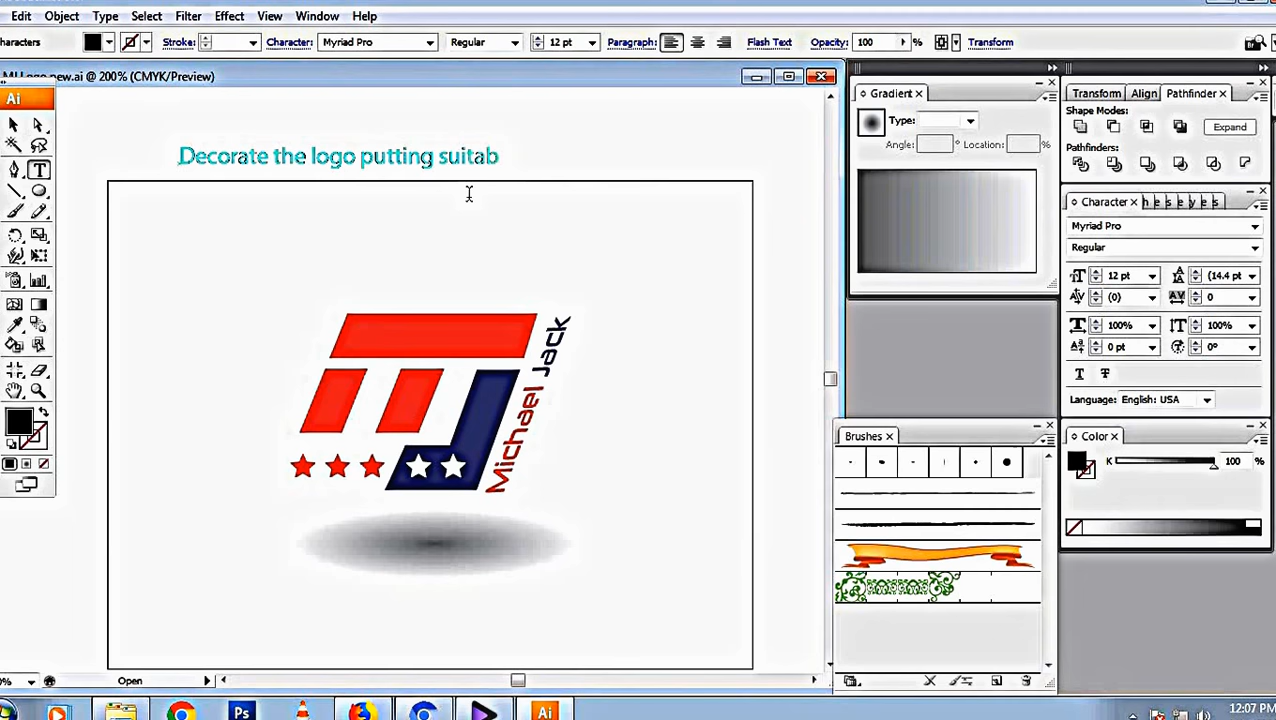 Edit Object Type Select Filter Effect View Window Help
Stroke: Character: Myriad Pro Regular 12 pt Paragraph: Flash Text Opacity: 100 % Transform
MJ Logo new.ai @ 200% (CMYK/Preview)
Ai
Decorate the logo putting suitab
Michael Jack
Open
Gradient
Type:
Angle: ° Location: %
Transform Align Pathfinder
Shape Modes:
Expand
Pathfinders:
Character
Myriad Pro
Regular
12 pt (14.4 pt
(0) 0
100% 100%
0 pt 0°
T T
Language: English: USA
Brushes
Color
K 100 %
Ps Ai
12:07 PM